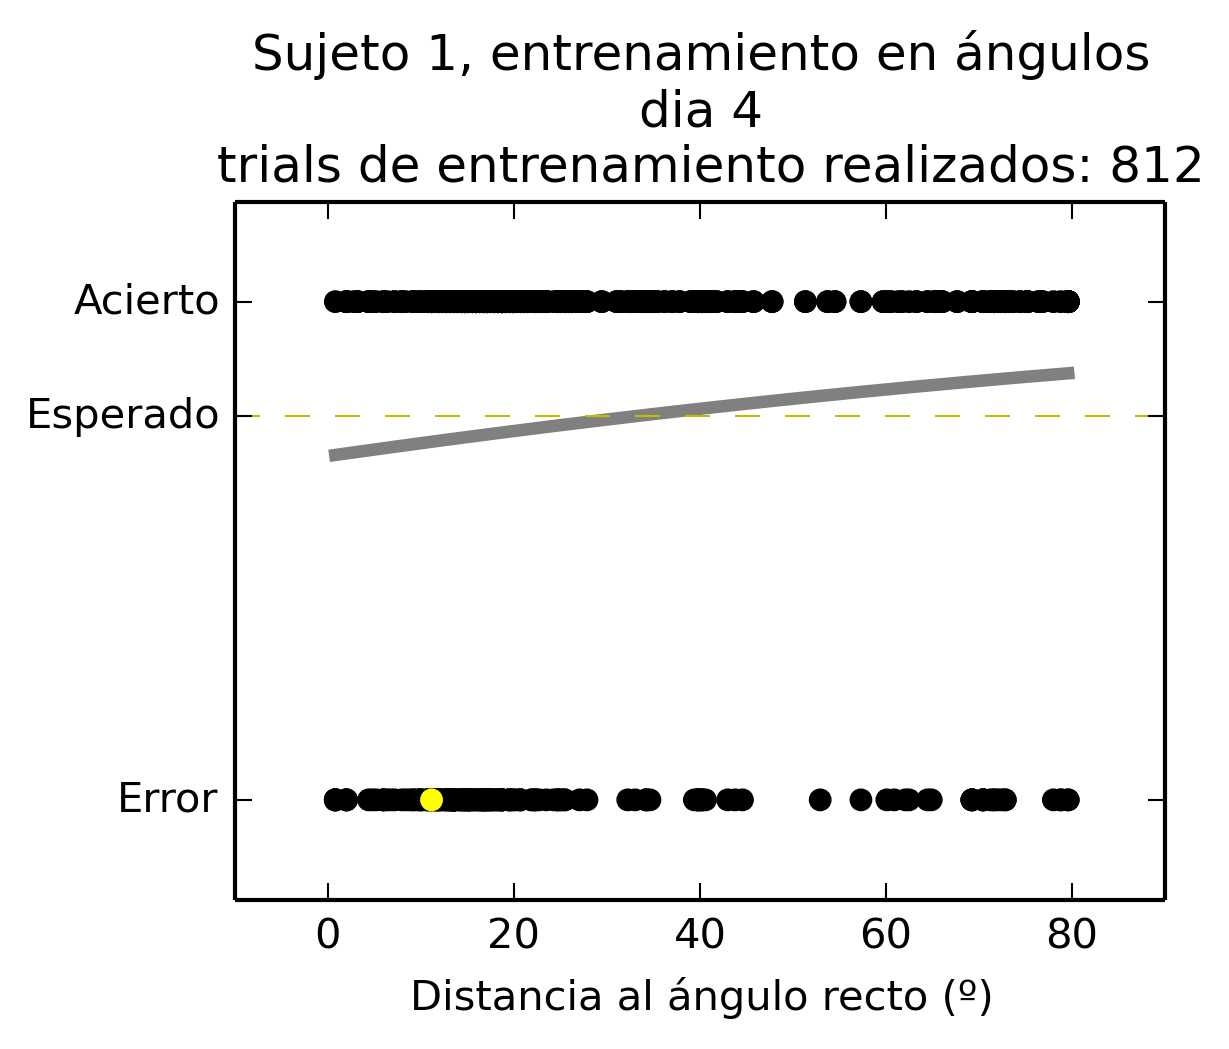 Sujeto 1, entrenamiento en ángulos
dia 4
trials de entrenamiento realizados: 812
Acierto
Esperado
Error
0 20 40 60 80
Distancia al ángulo recto (º)